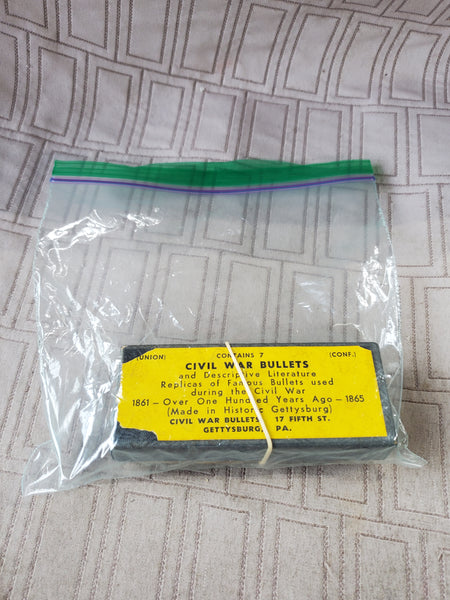 (UNION) CONTAINS 7 (CONF.)
CIVIL WAR BULLETS
and Descriptive Literature
Replicas of Famous Bullets used
during the Civil War
1861 — Over One Hundred Years Ago — 1865
(Made in Historic Gettysburg)
CIVIL WAR BULLETS 17 FIFTH ST.
GETTYSBURG, PA.